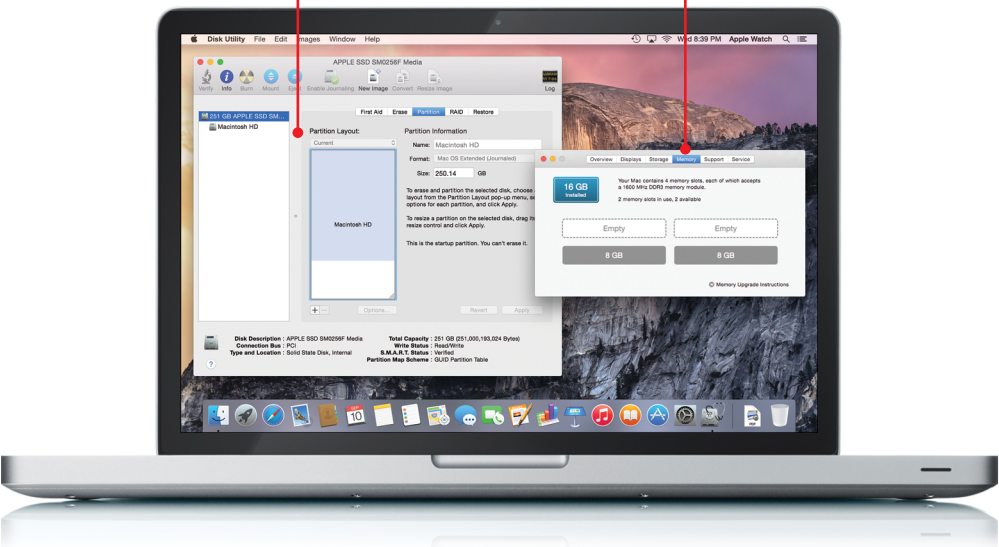 Disk Utility File Edit Images Window Help
Wed 8:39 PM Apple Watch
APPLE SSD SM0256F Media
Verify Info Burn Mount Eject Enable Journaling New Image Convert Resize Image
Log
251 GB APPLE SSD SM...
Macintosh HD
First Aid Erase Partition RAID Restore
Partition Layout:
Current
Macintosh HD
Options...
Partition Information
Name: Macintosh HD
Format: Mac OS Extended (Journaled)
Size: 250.14 GB
To erase and partition the selected disk, choose
layout from the Partition Layout pop-up menu,
options for each partition, and click Apply.
To resize a partition on the selected disk, drag
resize control and click Apply.
This is the startup partition. You can't erase it.
Revert Apply
Disk Description : APPLE SSD SM0256F Media
Connection Bus : PCI
Type and Location : Solid State Disk, Internal
Total Capacity : 251 GB (251,000,193,024 Bytes)
Write Status : Read/Write
S.M.A.R.T. Status : Verified
Partition Map Scheme : GUID Partition Table
?
Overview Displays Storage Memory Support Service
16 GB
Installed
Your Mac contains 4 memory slots, each of which accepts
a 1600 MHz DDR3 memory module.
2 memory slots in use, 2 available
Empty Empty
8 GB 8 GB
Memory Upgrade Instructions
SEP
10
PDF